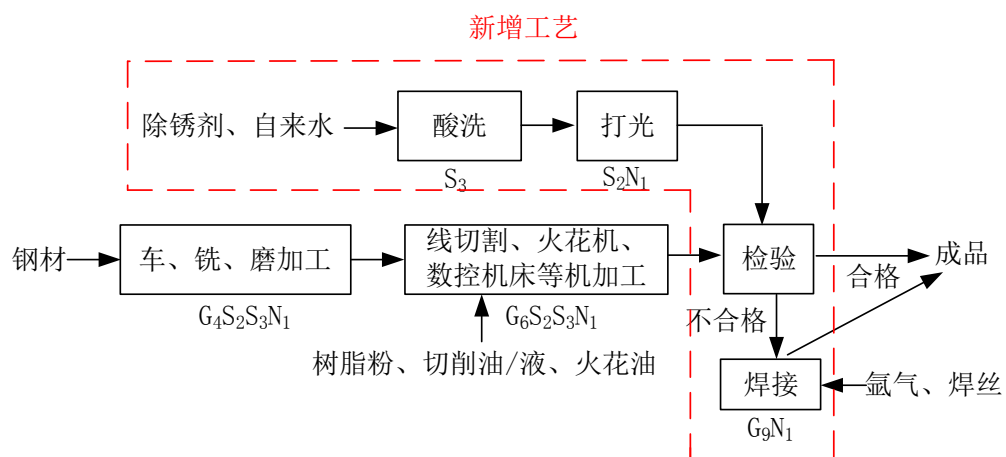 新增工艺
除锈剂、自来水
酸洗
打光
S₃
S₂N₁
钢材
车、铣、磨加工
线切割、火花机、
数控机床等机加工
检验
合格
成品
G₄S₂S₃N₁
G₆S₂S₃N₁
不合格
树脂粉、切削油/液、火花油
焊接
氩气、焊丝
G₉N₁